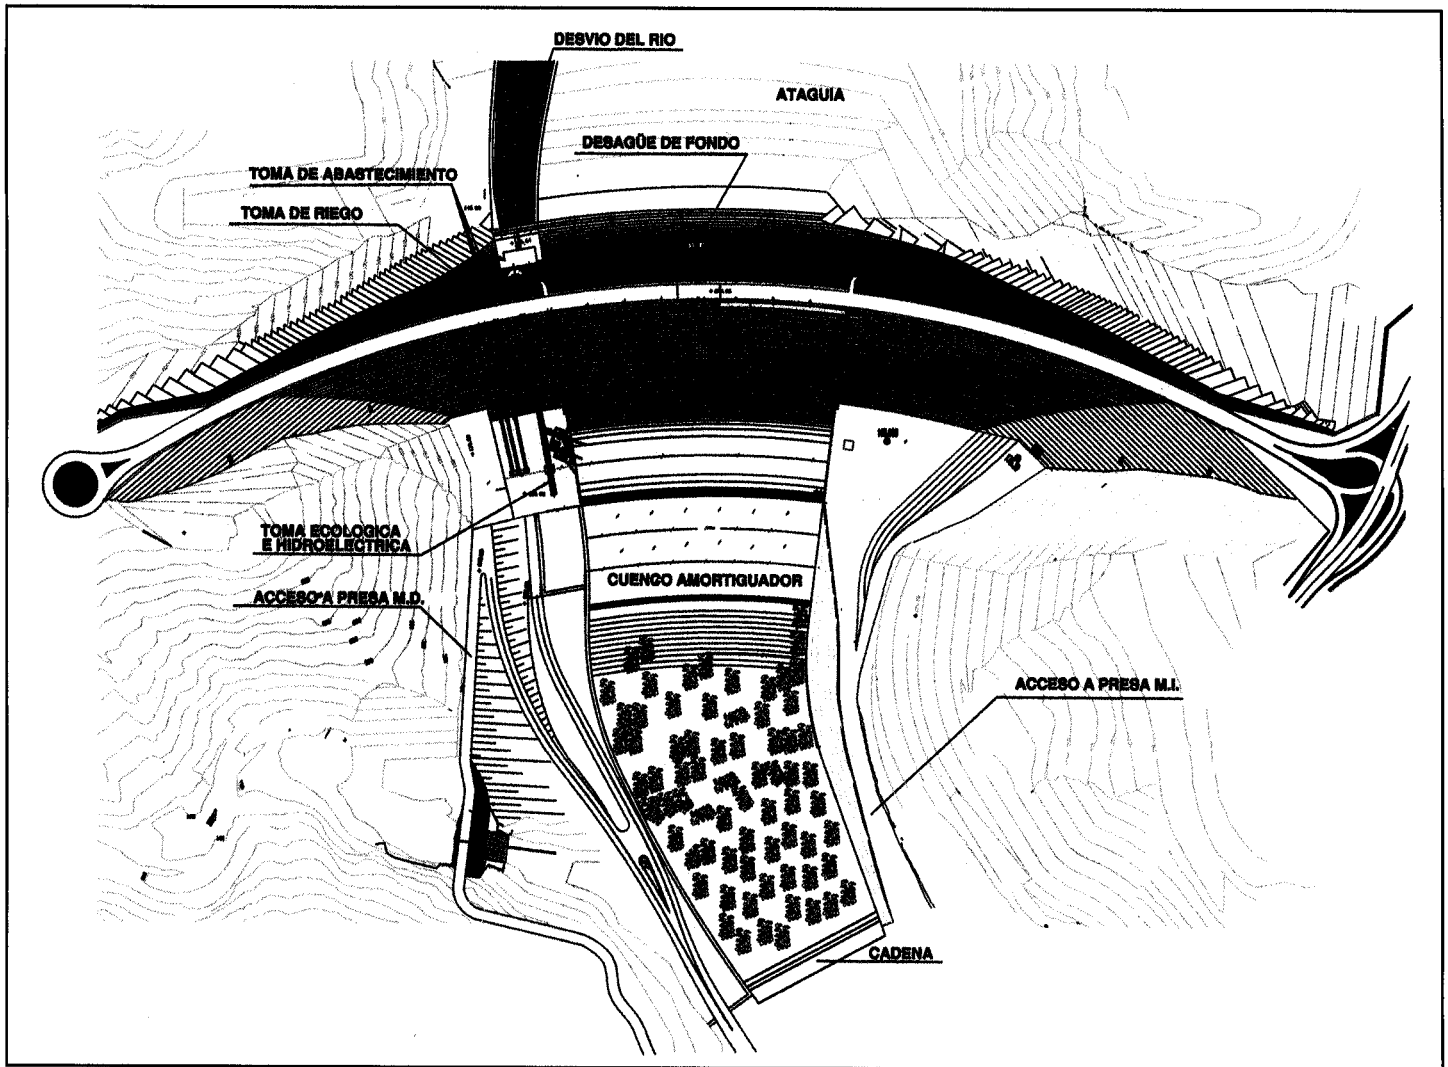 DESVIO DEL RIO
ATAGUIA
DESAGÜE DE FONDO
TOMA DE ABASTECIMIENTO
TOMA DE RIEGO
TOMA ECOLOGICA
E HIDROELECTRICA
CUENCO AMORTIGUADOR
ACCESO A PRESA M.D.
ACCESO A PRESA M.I.
CADENA